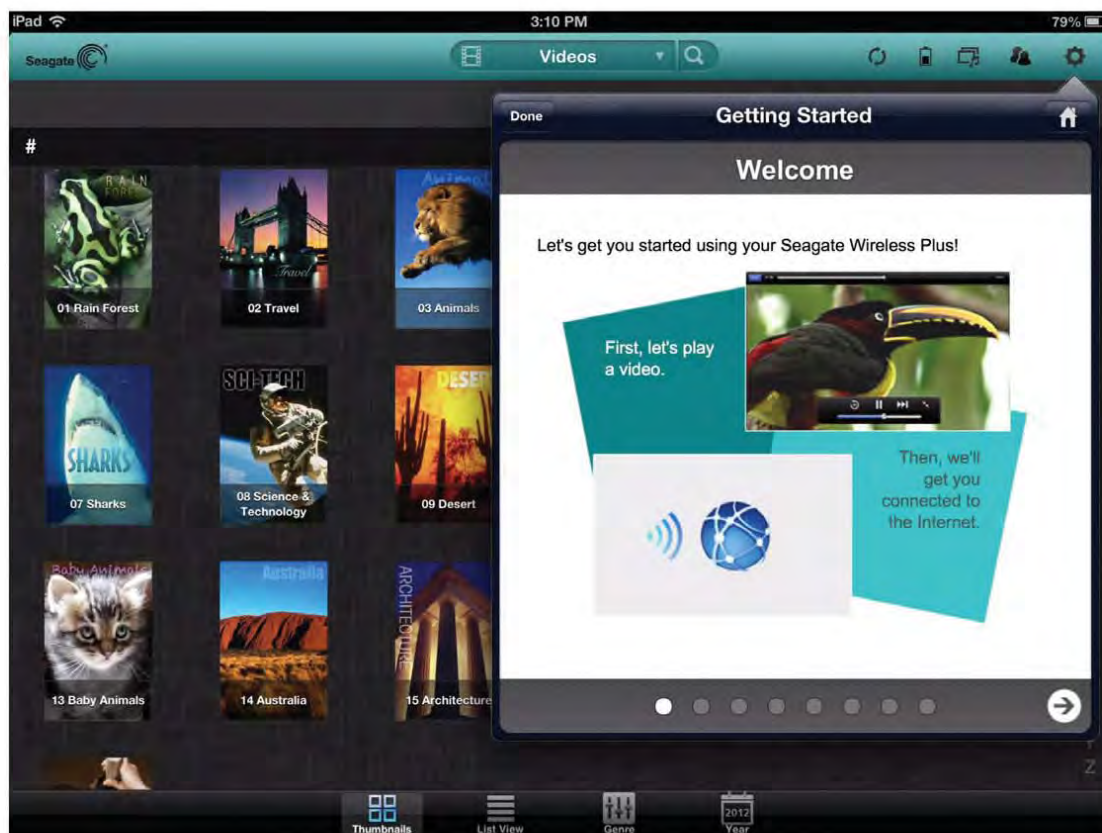 iPad 3:10 PM 79%
Seagate Videos
Done Getting Started
Welcome
#
RAIN
FOREST
01 Rain Forest
Travel
02 Travel
Animals
03 Animals
Let's get you started using your Seagate Wireless Plus!
First, let's play
a video.
Then, we'll
get you
connected to
the Internet.
SHARKS
07 Sharks
SCI-TECH
08 Science &
Technology
DESERT
09 Desert
Baby Animals
13 Baby Animals
Australia
14 Australia
ARCHITECTURE
15 Architecture
Z
Thumbnails
List View
Genre
2012
Year